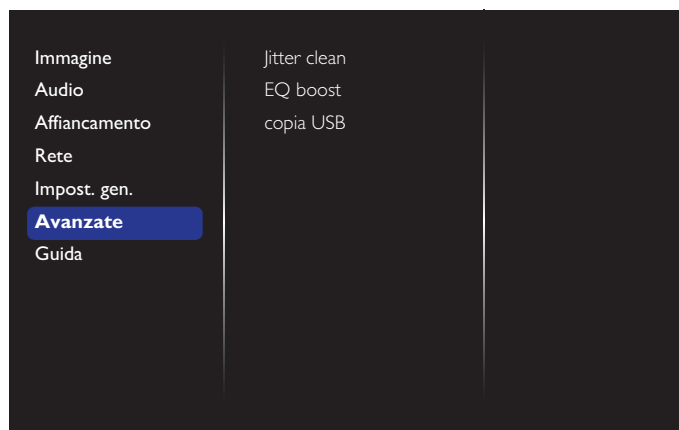 Immagine
Audio
Affiancamento
Rete
Impost. gen.
Avanzate
Guida
Jitter clean
EQ boost
copia USB